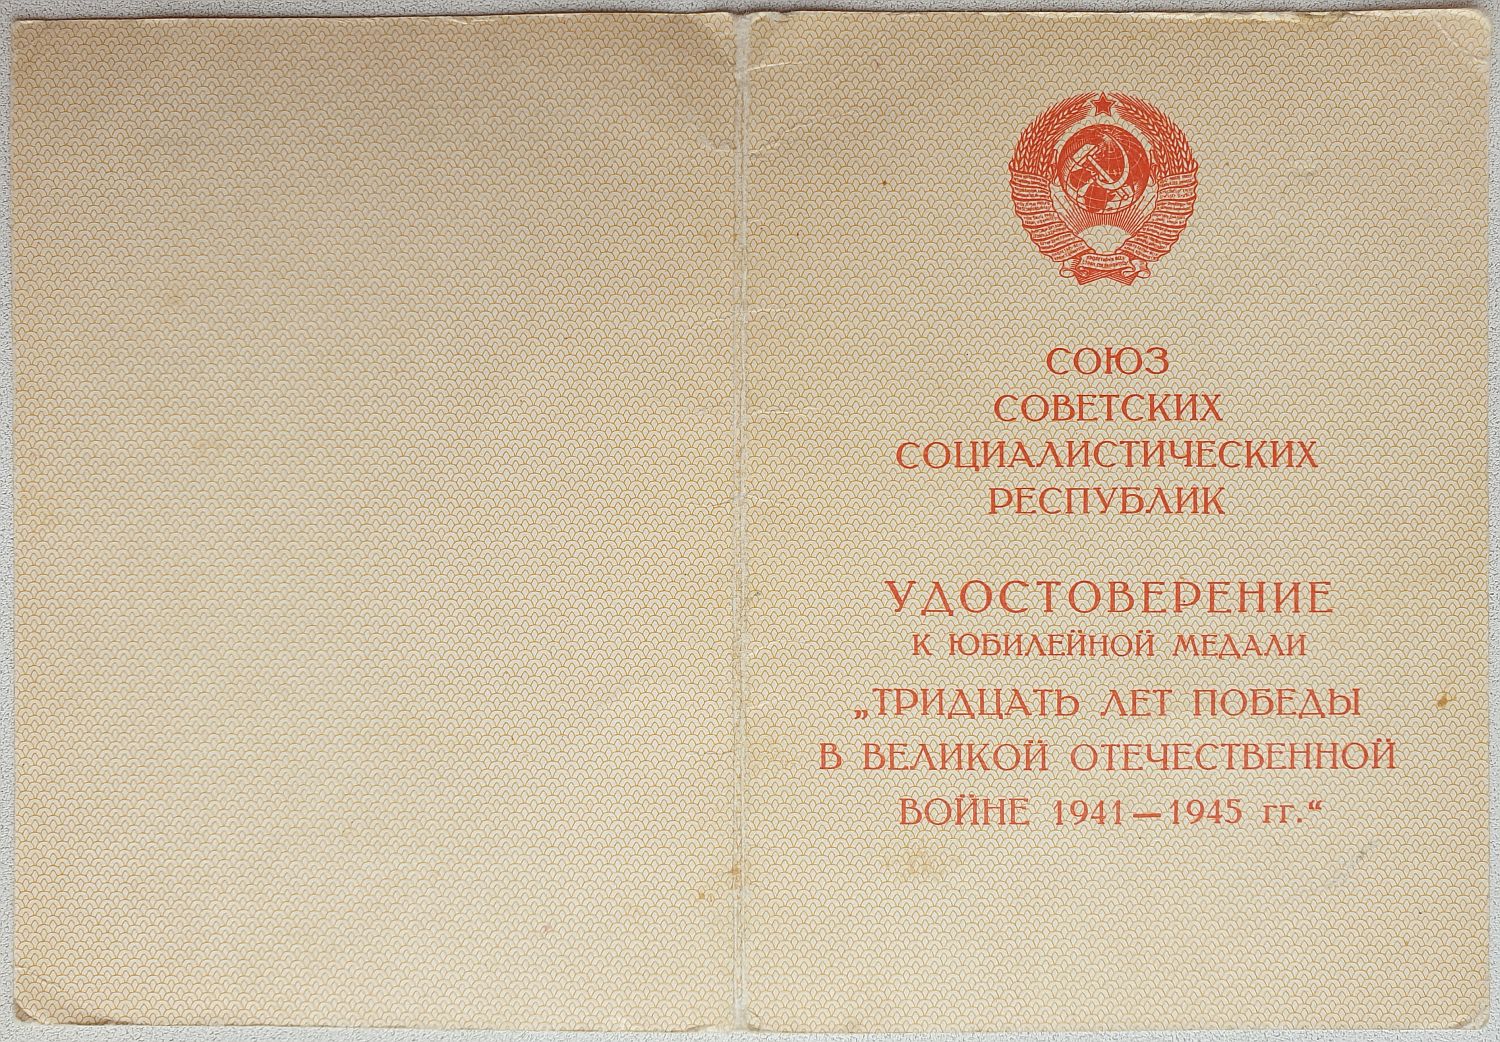 СОЮЗ
СОВЕТСКИХ
СОЦИАЛИСТИЧЕСКИХ
РЕСПУБЛИК
УДОСТОВЕРЕНИЕ
К ЮБИЛЕЙНОЙ МЕДАЛИ
„ТРИДЦАТЬ ЛЕТ ПОБЕДЫ
В ВЕЛИКОЙ ОТЕЧЕСТВЕННОЙ
ВОЙНЕ 1941—1945 гг.“